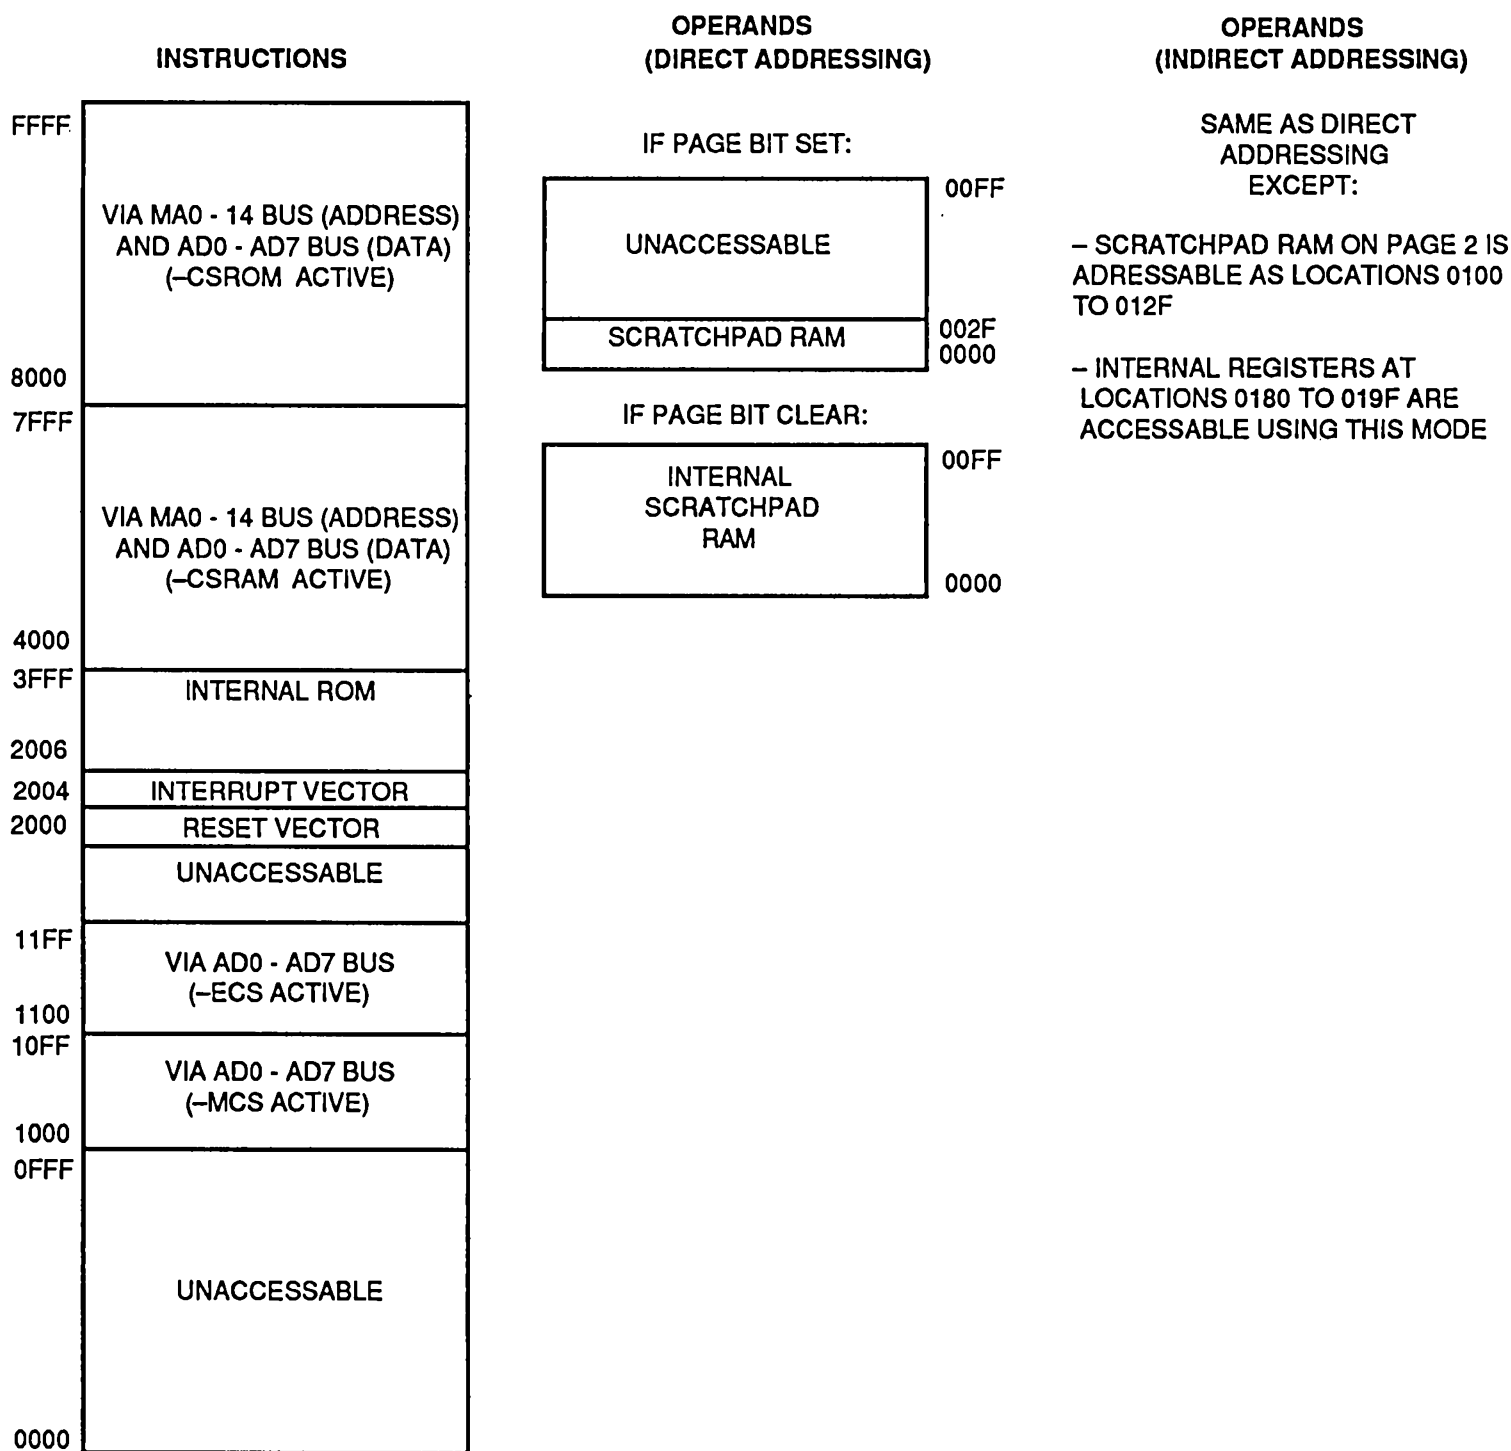 INSTRUCTIONS
FFFF
VIA MA0 - 14 BUS (ADDRESS)
AND AD0 - AD7 BUS (DATA)
(–CSROM ACTIVE)
8000
7FFF
VIA MA0 - 14 BUS (ADDRESS)
AND AD0 - AD7 BUS (DATA)
(–CSRAM ACTIVE)
4000
3FFF
INTERNAL ROM
2006
2004
INTERRUPT VECTOR
2000
RESET VECTOR
UNACCESSABLE
11FF
VIA AD0 - AD7 BUS
(–ECS ACTIVE)
1100
10FF
VIA AD0 - AD7 BUS
(–MCS ACTIVE)
1000
0FFF
UNACCESSABLE
0000
OPERANDS
(DIRECT ADDRESSING)
IF PAGE BIT SET:
00FF
UNACCESSABLE
SCRATCHPAD RAM
002F
0000
IF PAGE BIT CLEAR:
00FF
INTERNAL
SCRATCHPAD
RAM
0000
OPERANDS
(INDIRECT ADDRESSING)
SAME AS DIRECT
ADDRESSING
EXCEPT:
– SCRATCHPAD RAM ON PAGE 2 IS
ADRESSABLE AS LOCATIONS 0100
TO 012F
– INTERNAL REGISTERS AT
LOCATIONS 0180 TO 019F ARE
ACCESSABLE USING THIS MODE